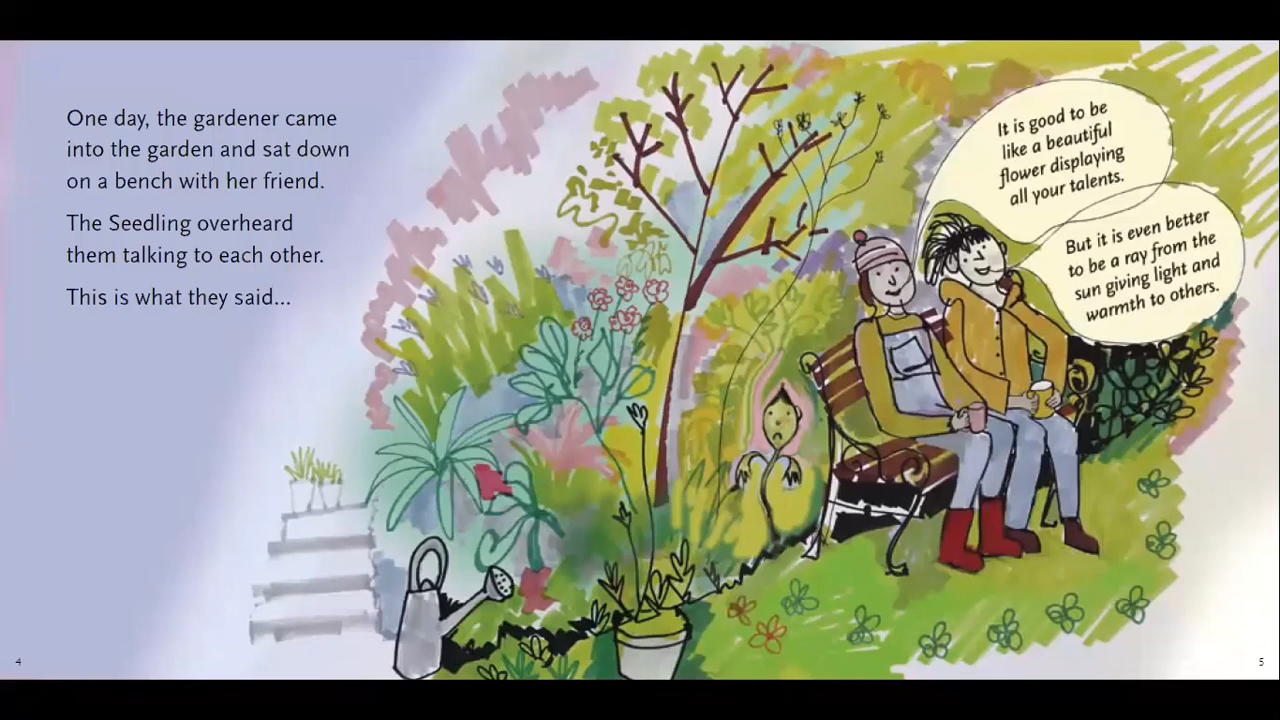 One day, the gardener came
into the garden and sat down
on a bench with her friend.
The Seedling overheard
them talking to each other.
This is what they said...
It is good to be
like a beautiful
flower displaying
all your talents.
But it is even better
to be a ray from the
sun giving light and
warmth to others.
4
5